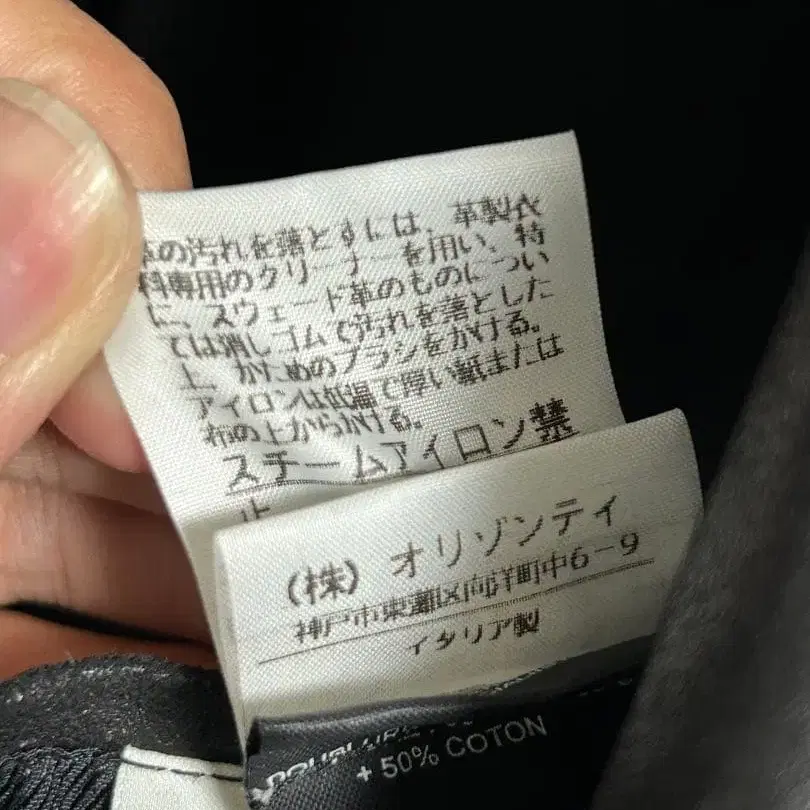 革の汚れを落とすには、革製衣
料専用のクリーナーを用い、特
に、スウェード革のものについ
ては消しゴムで汚れを落とした
上、かためのブラシをかける。
アイロンは低温で厚い紙または
布の上からかける。
スチームアイロン禁
止
(株) オリゾンティ
神戸市東灘区向洋町中6-9
イタリア製
DOUBLURE
+ 50% COTON